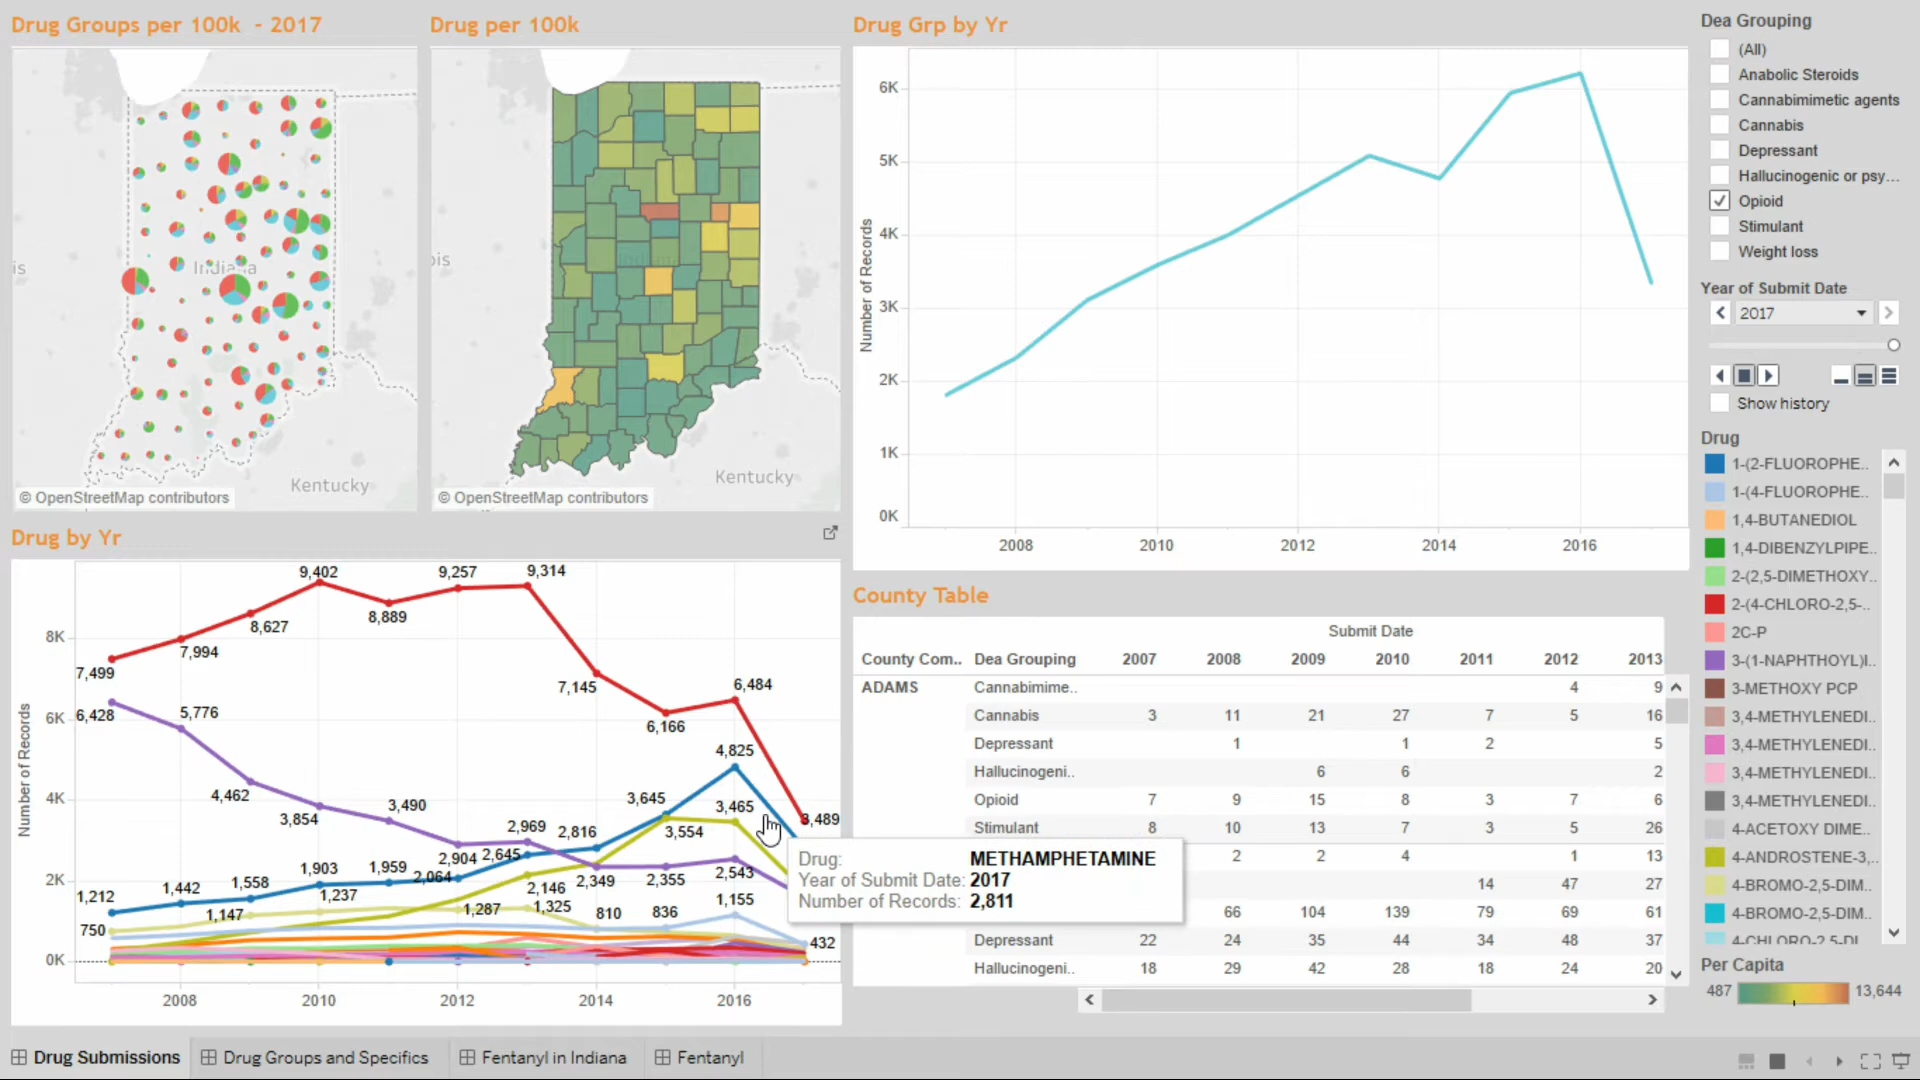 Drug Groups per 100k - 2017
Indiana
is
Kentucky
© OpenStreetMap contributors
Drug per 100k
Indiana
ois
Kentucky
© OpenStreetMap contributors
Drug Grp by Yr
Number of Records
6K
5K
4K
3K
2K
1K
0K
2008 2010 2012 2014 2016
Dea Grouping
(All)
Anabolic Steroids
Cannabimimetic agents
Cannabis
Depressant
Hallucinogenic or psy...
Opioid
Stimulant
Weight loss
Year of Submit Date
2017
Show history
Drug
1-(2-FLUOROPHE..
1-(4-FLUOROPHE..
1,4-BUTANEDIOL
1,4-DIBENZYLPIPE..
2-(2,5-DIMETHOXY..
2-(4-CHLORO-2,5-..
2C-P
3-(1-NAPHTHOYL)I..
3-METHOXY PCP
3,4-METHYLENEDI..
3,4-METHYLENEDI..
3,4-METHYLENEDI..
3,4-METHYLENEDI..
4-ACETOXY DIME..
4-ANDROSTENE-3,..
4-BROMO-2,5-DIM..
4-BROMO-2,5-DIM..
4-CHLORO-2,5-DI
Per Capita
487 13,644
Drug by Yr
Number of Records
8K
6K
4K
2K
0K
9,402 9,257 9,314
8,627 8,889
7,994
7,499
7,145
6,484
6,166
6,428 5,776
4,825
4,462
3,854
3,490
3,645 3,465
3,489
2,969 2,816
3,554
2,904 2,645
1,903 1,959 2,064
1,212 1,442 1,558
1,237
2,146 2,349 2,355 2,543
1,147 1,287 1,325 810 836 1,155
750
432
2008 2010 2012 2014 2016
Drug: METHAMPHETAMINE
Year of Submit Date: 2017
Number of Records: 2,811
County Table
Submit Date
County Com.. Dea Grouping 2007 2008 2009 2010 2011 2012 2013
ADAMS Cannabimime.. 4 9
Cannabis 3 11 21 27 7 5 16
Depressant 1 1 2 5
Hallucinogeni.. 6 6 2
Opioid 7 9 15 8 3 7 6
Stimulant 8 10 13 7 3 5 26
2 2 4 1 13
14 47 27
66 104 139 79 69 61
Depressant 22 24 35 44 34 48 37
Hallucinogeni.. 18 29 42 28 18 24 20
Drug Submissions
Drug Groups and Specifics
Fentanyl in Indiana
Fentanyl